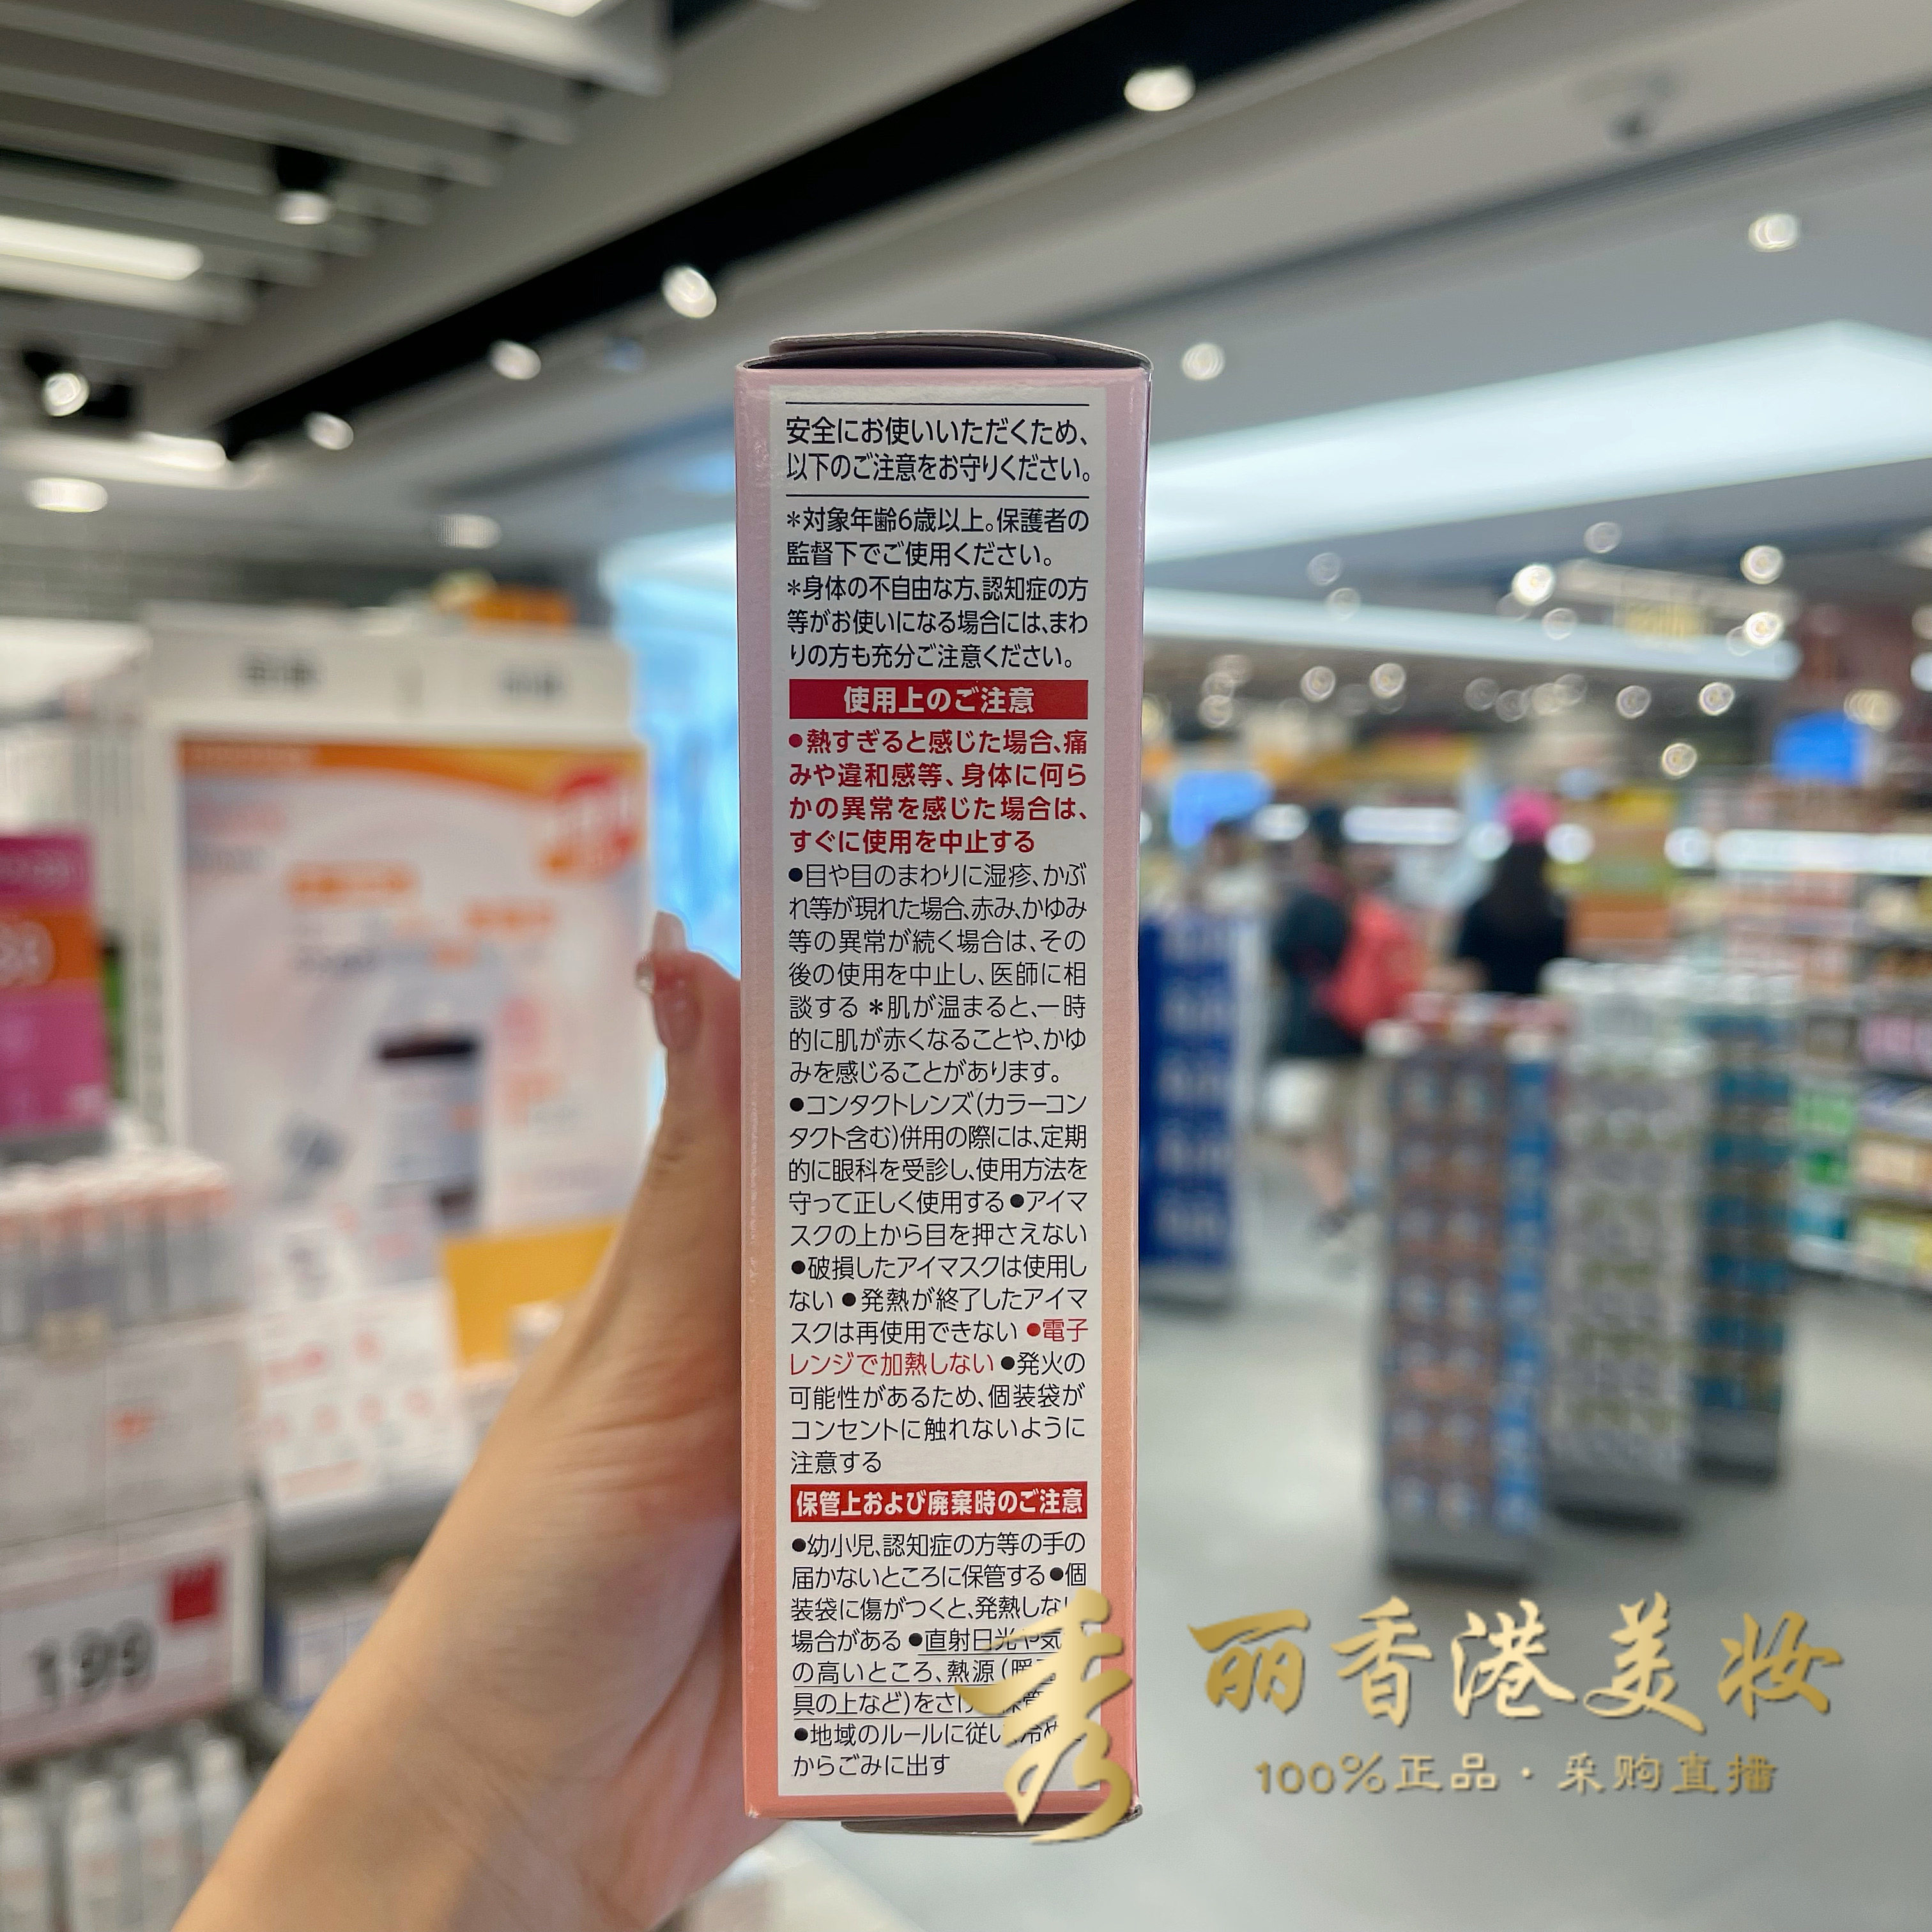 安全にお使いいただくため、
以下のご注意をお守りください。
＊対象年齢6歳以上。保護者の
監督下でご使用ください。
＊身体の不自由な方、認知症の方
等がお使いになる場合には、まわ
りの方も充分ご注意ください。
使用上のご注意
●熱すぎると感じた場合、痛
みや違和感等、身体に何ら
かの異常を感じた場合は、
すぐに使用を中止する
●目や目のまわりに湿疹、かぶ
れ等が現れた場合、赤み、かゆみ
等の異常が続く場合は、その
後の使用を中止し、医師に相
談する ＊肌が温まると、一時
的に肌が赤くなることや、かゆ
みを感じることがあります。
●コンタクトレンズ(カラーコン
タクト含む)併用の際には、定期
的に眼科を受診し、使用方法を
守って正しく使用する ●アイマ
スクの上から目を押さえない
●破損したアイマスクは使用し
ない ●発熱が終了したアイマ
スクは再使用できない ●電子
レンジで加熱しない ●発火の
可能性があるため、個装袋が
コンセントに触れないように
注意する
保管上および廃棄時のご注意
●幼小児、認知症の方等の手の
届かないところに保管する ●個
装袋に傷がつくと、発熱しない
場合がある ●直射日光や気
の高いところ、熱源(暖
具の上など)をさけ
●地域のルールに従い
からごみに出す
199
秀丽香港美妆
100%正品·采购直播